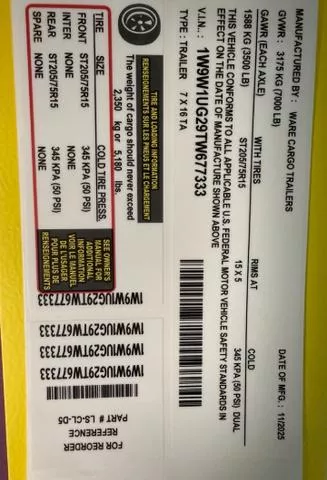 MANUFACTURED BY : WARE CARGO TRAILERS DATE OF MFG. : 11/2025
GVWR : 3175 KG (7000 LB)
GAWR (EACH AXLE) WITH TIRES RIMS AT COLD
1588 KG (3500 LB) ST205/75R15 15 X 5 345 KPA (50 PSI) DUAL
THIS VEHICLE CONFORMS TO ALL APPLICABLE U.S. FEDERAL MOTOR VEHICLE SAFETY STANDARDS IN
EFFECT ON THE DATE OF MANUFACTURE SHOWN ABOVE
V.I.N. : 1W9W1UG29TW677333
TYPE : TRAILER 7 X 16 TA
TIRE AND LOADING INFORMATION
RENSEIGNEMENTS SUR LES PNEUS ET LE CHARGEMENT
The weight of cargo should never exceed
2,350 kg or 5,180 lbs.
TIRE SIZE COLD TIRE PRESS.
FRONT ST205/75R15 345 KPA (50 PSI)
INTER NONE NONE
REAR ST205/75R15 345 KPA (50 PSI)
SPARE NONE NONE
SEE OWNER'S
MANUAL FOR
ADDITIONAL
INFORMATION
VOIR LE MANUEL
DE L'USAGER
POUR PLUS DE
RENSEIGNEMENTS
1W9W1UG29TW677333
1W9W1UG29TW677333
1W9W1UG29TW677333
1W9W1UG29TW677333
1W9W1UG29TW677333
FOR REORDER
REFERENCE
PART# LS-CL-D5